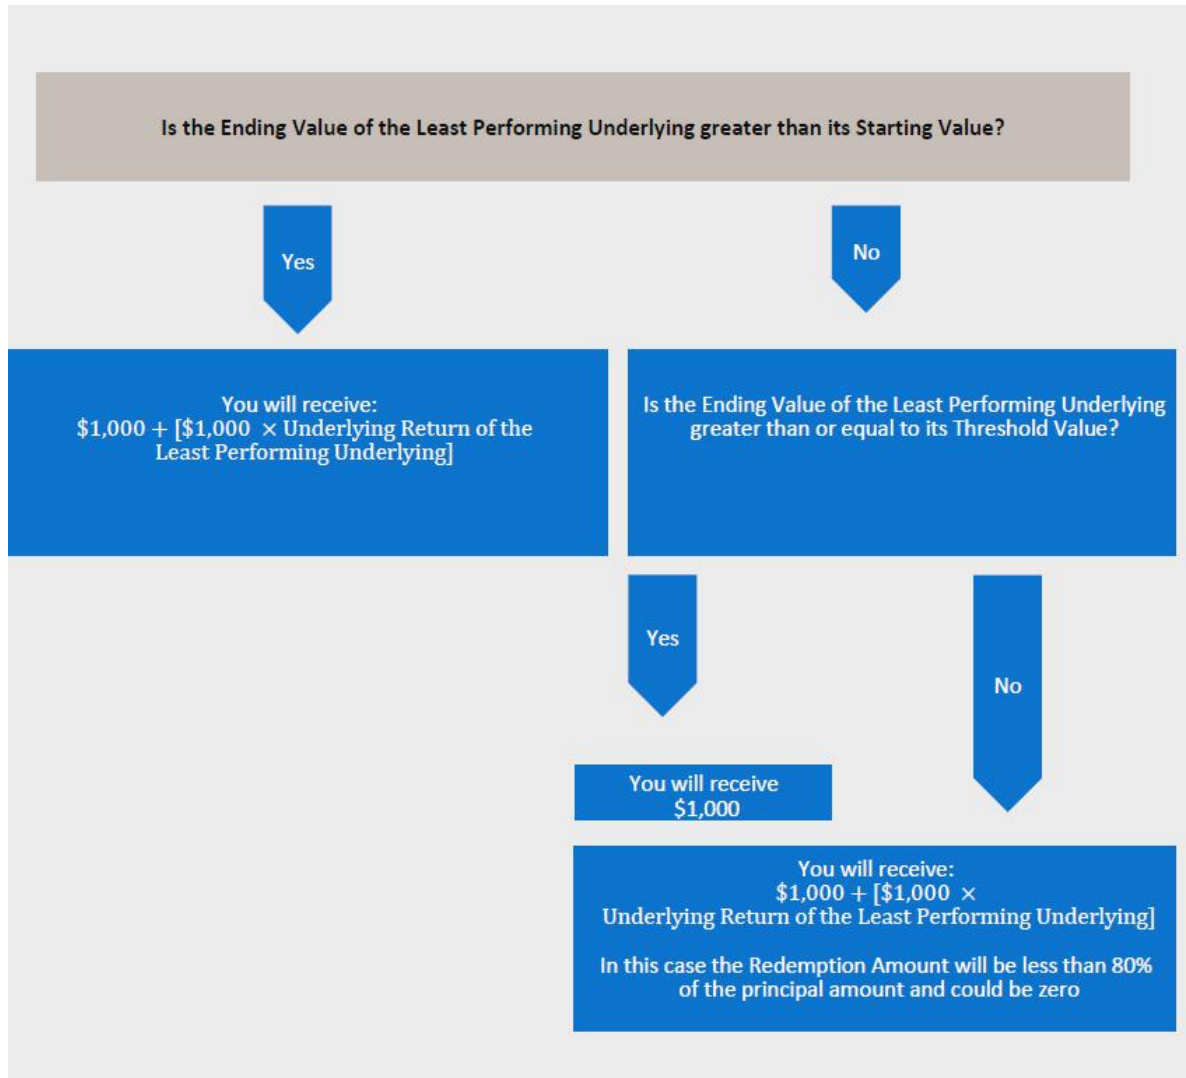 Is the Ending Value of the Least Performing Underlying greater than its Starting Value?
Yes
No
You will receive:
$1,000 + [$1,000 × Underlying Return of the
Least Performing Underlying]
Is the Ending Value of the Least Performing Underlying
greater than or equal to its Threshold Value?
Yes
No
You will receive
$1,000
You will receive:
$1,000 + [$1,000 ×
Underlying Return of the Least Performing Underlying]
In this case the Redemption Amount will be less than 80%
of the principal amount and could be zero